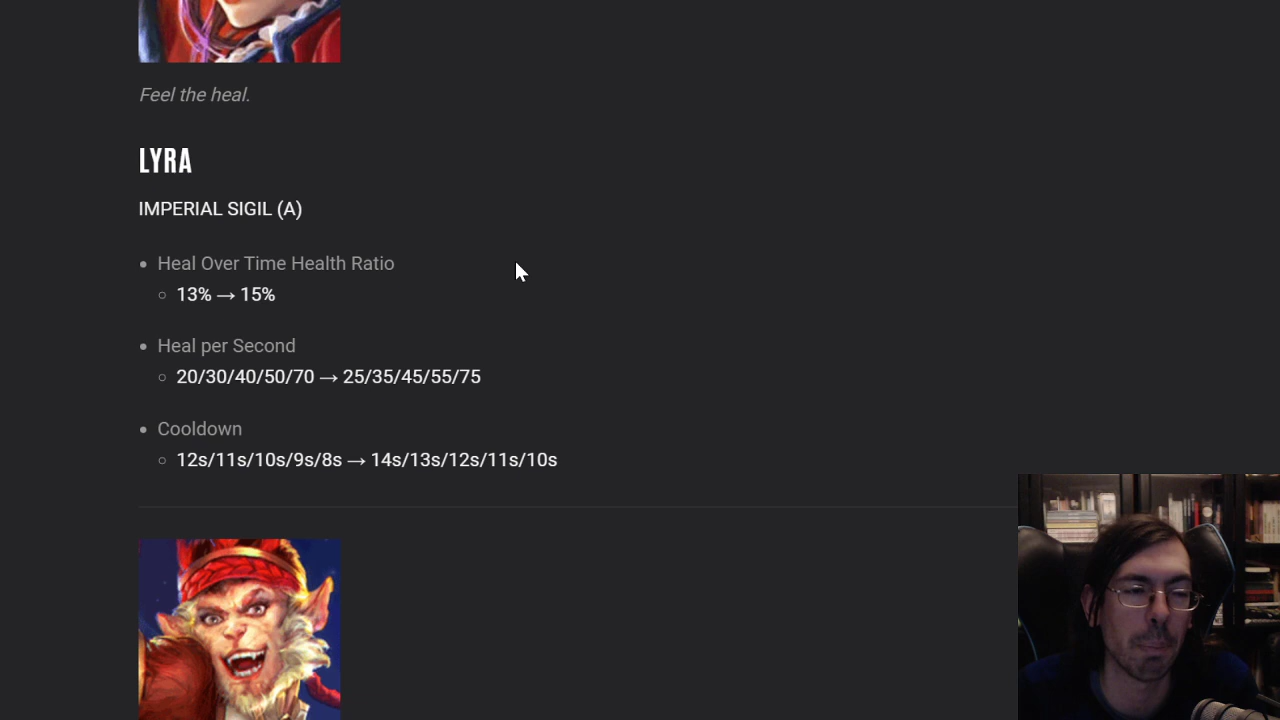 Feel the heal.
LYRA
IMPERIAL SIGIL (A)
Heal Over Time Health Ratio
13% → 15%
Heal per Second
20/30/40/50/70 → 25/35/45/55/75
Cooldown
12s/11s/10s/9s/8s → 14s/13s/12s/11s/10s